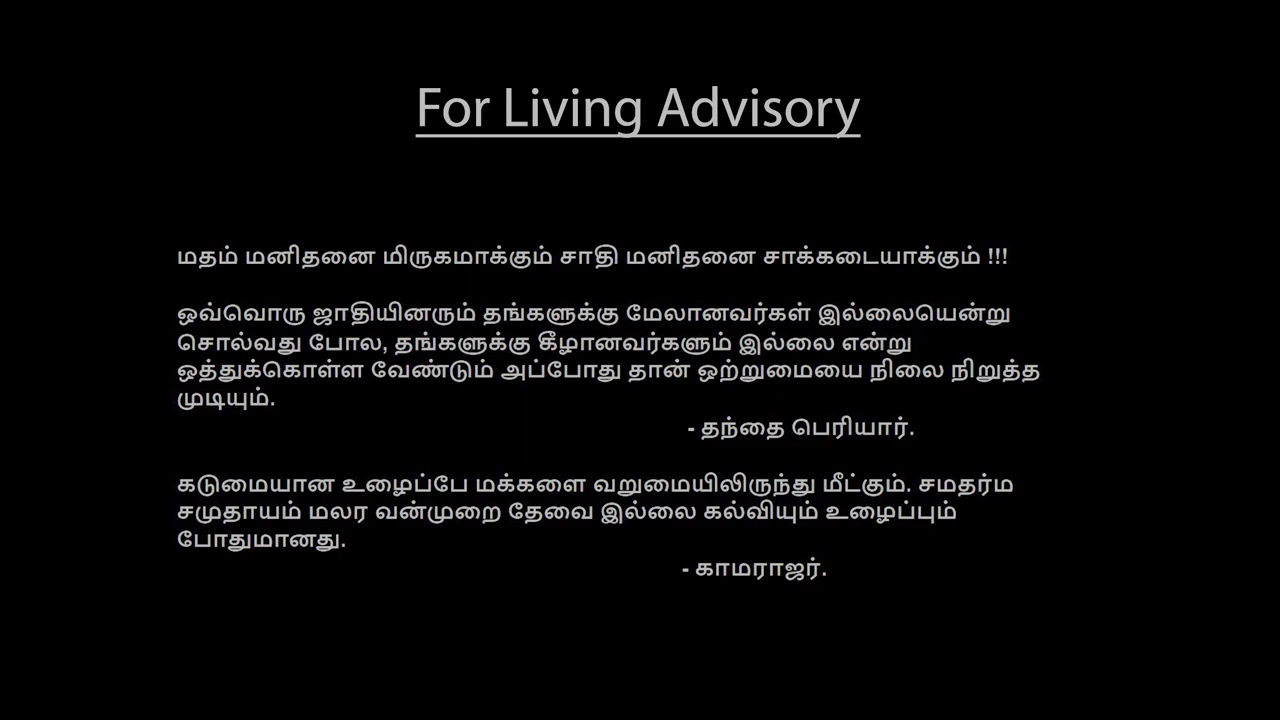 For Living Advisory
மதம் மனிதனை மிருகமாக்கும் சாதி மனிதனை சாக்கடையாக்கும் !!!
ஒவ்வொரு ஜாதியினரும் தங்களுக்கு மேலானவர்கள் இல்லையென்று
சொல்வது போல, தங்களுக்கு கீழானவர்களும் இல்லை என்று
ஒத்துக்கொள்ள வேண்டும் அப்போது தான் ஒற்றுமையை நிலை நிறுத்த
முடியும்.
- தந்தை பெரியார்.
கடுமையான உழைப்பே மக்களை வறுமையிலிருந்து மீட்கும். சமதர்ம
சமுதாயம் மலர வன்முறை தேவை இல்லை கல்வியும் உழைப்பும்
போதுமானது.
- காமராஜர்.